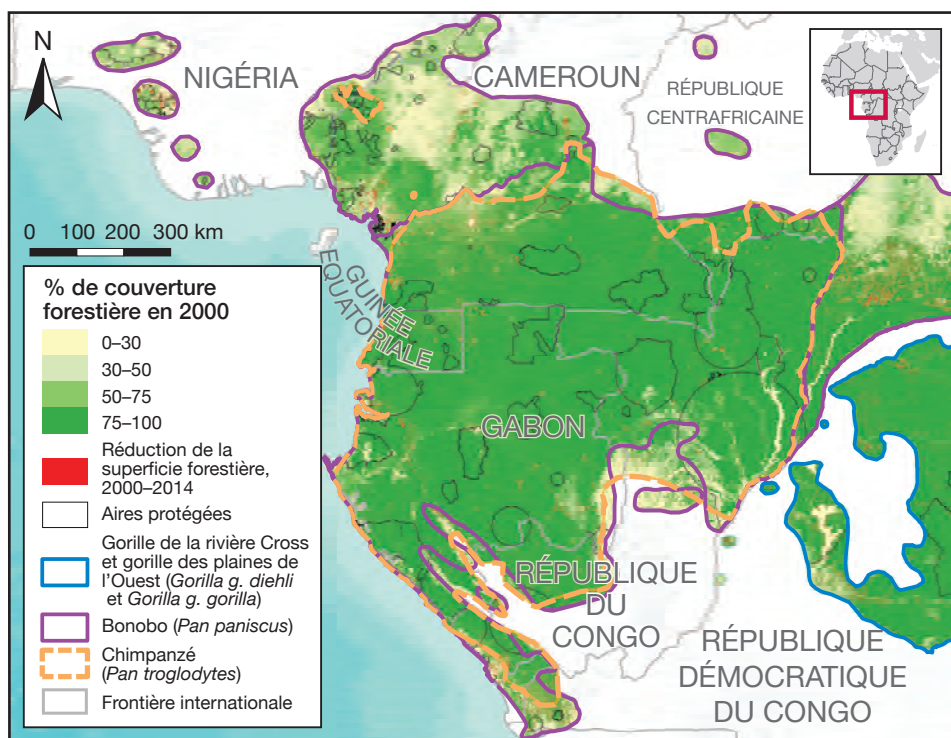 N
NIGÉRIA
CAMEROUN
RÉPUBLIQUE
CENTRAFRICAINE
0 100 200 300 km
GUINÉE
EQUATORIALE
GABON
RÉPUBLIQUE
DU
CONGO
RÉPUBLIQUE
DÉMOCRATIQUE
DU CONGO
% de couverture
forestière en 2000
0–30
30–50
50–75
75–100
Réduction de la
superficie forestière,
2000–2014
Aires protégées
Gorille de la rivière Cross
et gorille des plaines de
l’Ouest (Gorilla g. diehli
et Gorilla g. gorilla)
Bonobo (Pan paniscus)
Chimpanzé
(Pan troglodytes)
Frontière internationale